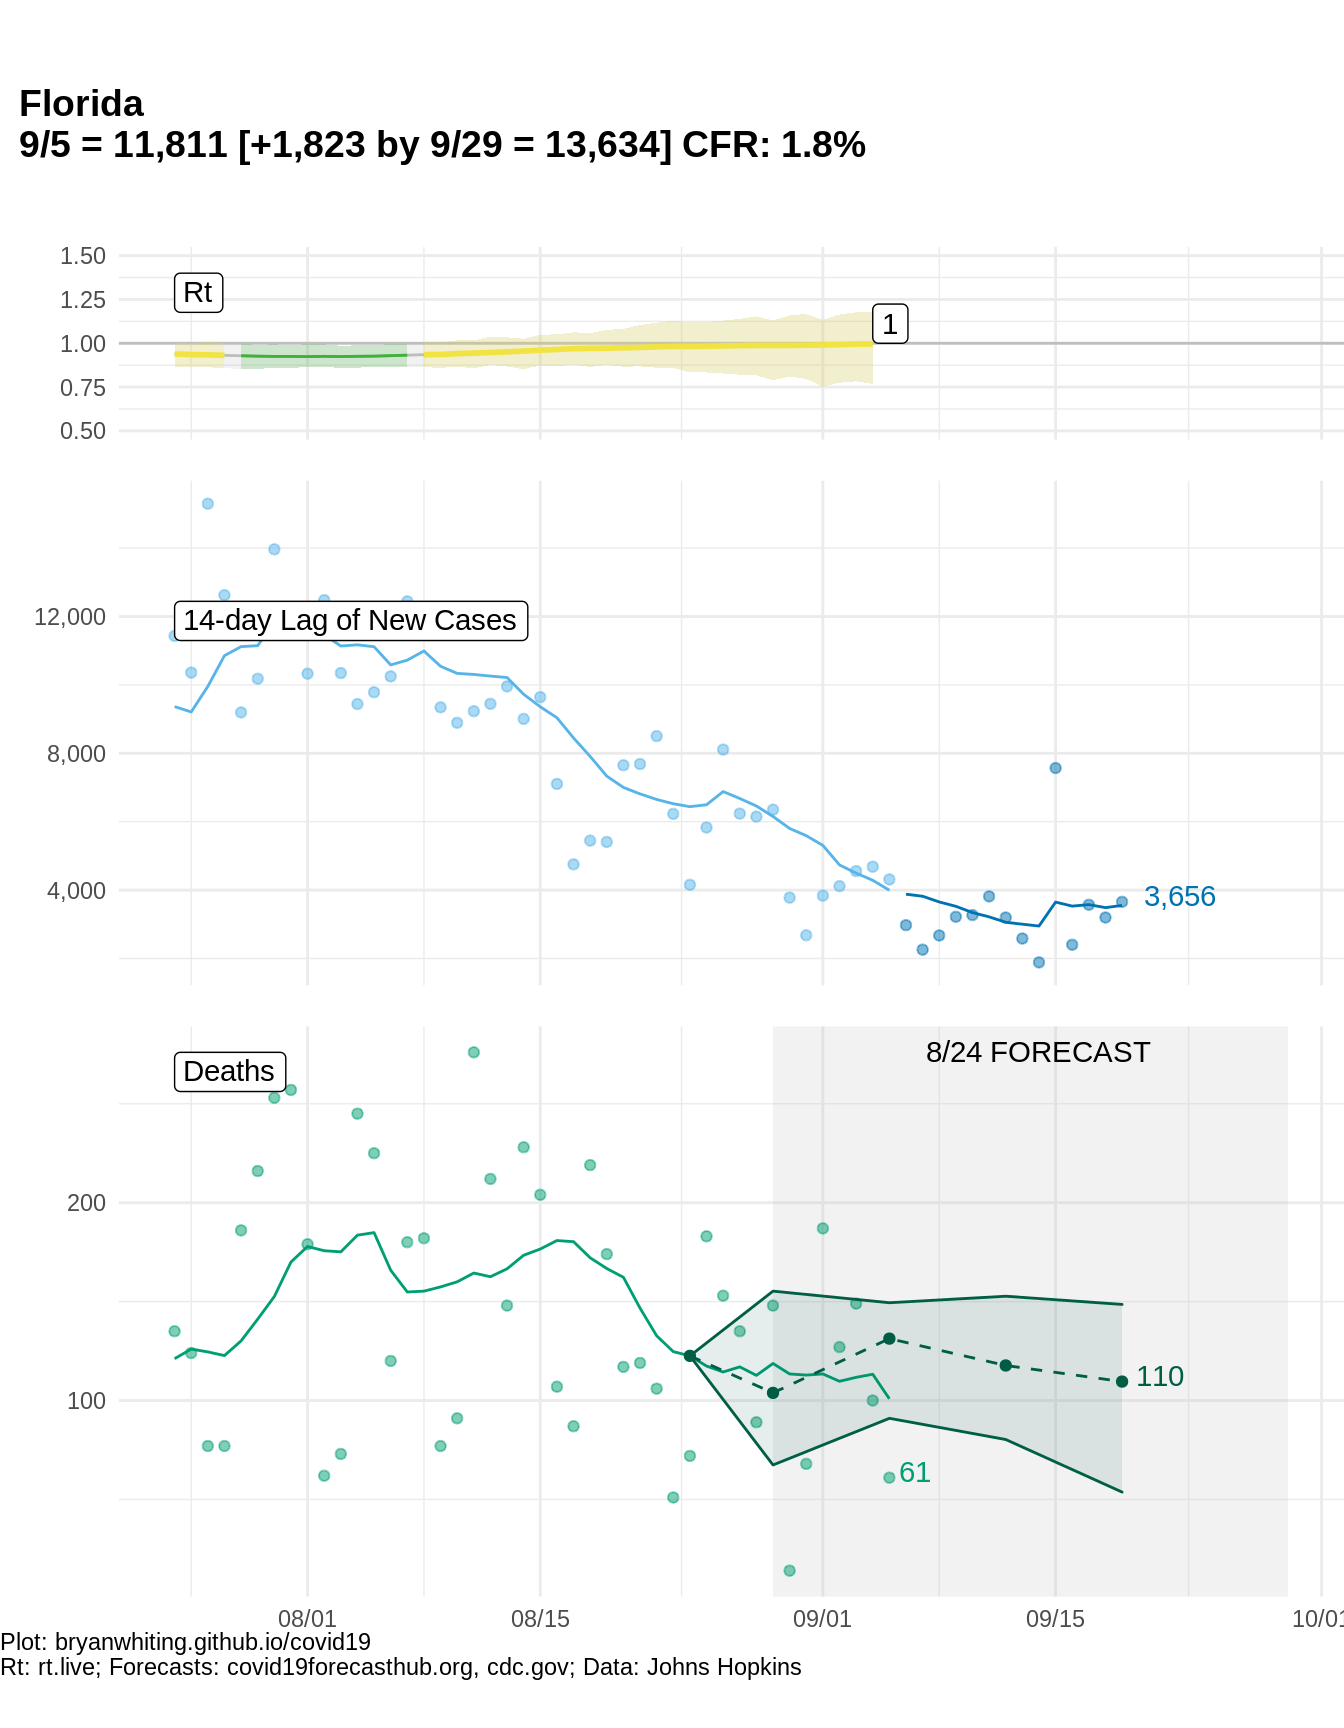 Florida
9/5 = 11,811 [+1,823 by 9/29 = 13,634] CFR: 1.8%
1.50
Rt
1.25
1
1.00
0.75
0.50
12,000
14-day Lag of New Cases
8,000
4,000
3,656
8/24 FORECAST
Deaths
200
110
100
61
08/01
08/15
09/01
09/15
10/01
Plot: bryanwhiting.github.io/covid19
Rt: rt.live; Forecasts: covid19forecasthub.org, cdc.gov; Data: Johns Hopkins